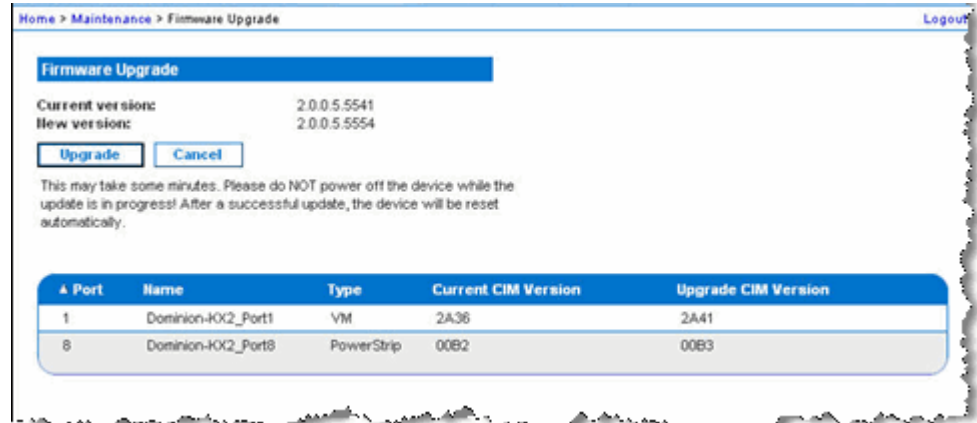 Home > Maintenance > Firmware Upgrade Logout
Firmware Upgrade
Current version: 2.0.0.5.5541
New version: 2.0.0.5.5554
Upgrade Cancel
This may take some minutes. Please do NOT power off the device while the
update is in progress! After a successful update, the device will be reset
automatically.
▲ Port Name Type Current CIM Version Upgrade CIM Version
1 Dominion-KX2_Port1 VM 2A36 2A41
8 Dominion-KX2_Port8 PowerStrip 00B2 00B3